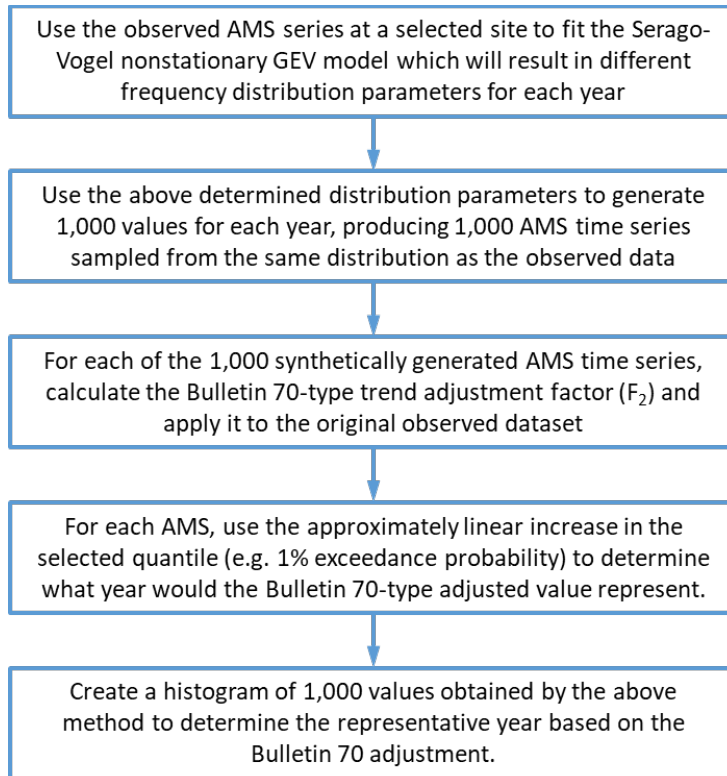 Use the observed AMS series at a selected site to fit the Serago-
Vogel nonstationary GEV model which will result in different
frequency distribution parameters for each year
Use the above determined distribution parameters to generate
1,000 values for each year, producing 1,000 AMS time series
sampled from the same distribution as the observed data
For each of the 1,000 synthetically generated AMS time series,
calculate the Bulletin 70-type trend adjustment factor (F₂) and
apply it to the original observed dataset
For each AMS, use the approximately linear increase in the
selected quantile (e.g. 1% exceedance probability) to determine
what year would the Bulletin 70-type adjusted value represent.
Create a histogram of 1,000 values obtained by the above
method to determine the representative year based on the
Bulletin 70 adjustment.